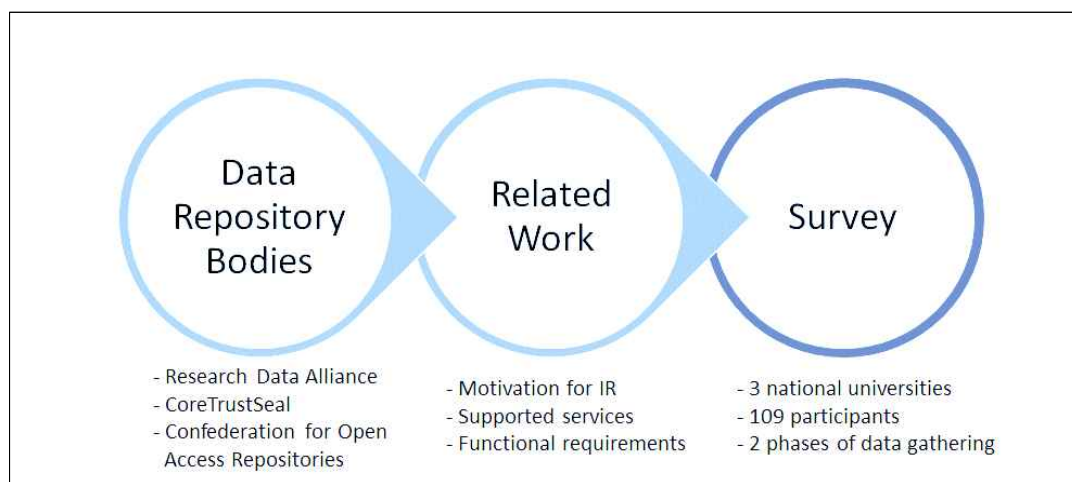 Data
Repository
Bodies
Related
Work
Survey
- Research Data Alliance
- CoreTrustSeal
- Confederation for Open
Access Repositories
- Motivation for IR
- Supported services
- Functional requirements
- 3 national universities
- 109 participants
- 2 phases of data gathering